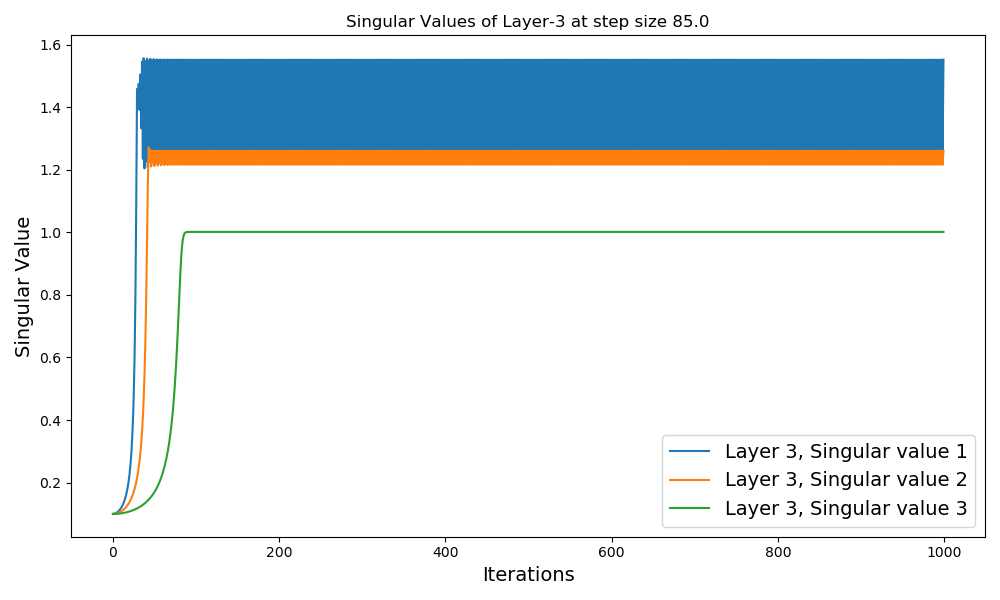 Singular Values of Layer-3 at step size 85.0
Singular Value
1.6
1.4
1.2
1.0
0.8
0.6
0.4
0.2
Layer 3, Singular value 1
Layer 3, Singular value 2
Layer 3, Singular value 3
0 200 400 600 800 1000
Iterations